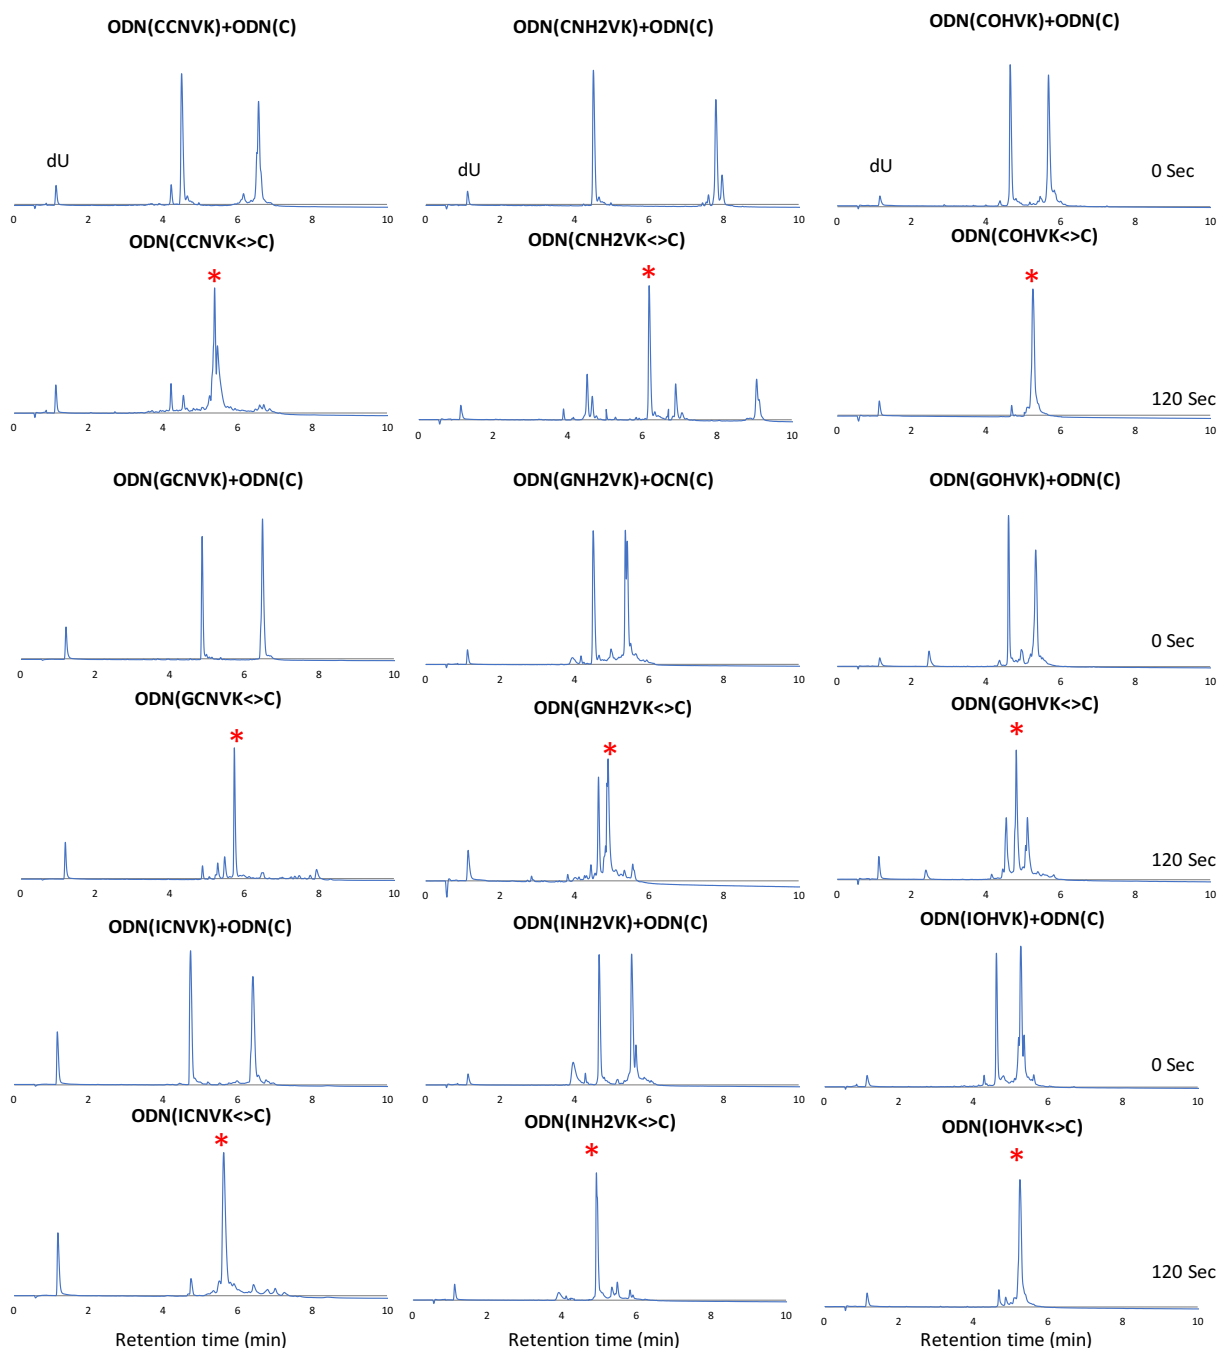 ODN(CCNVK)+ODN(C) ODN(CNH2VK)+ODN(C) ODN(COHVK)+ODN(C)
dU dU dU 0 Sec
0 2 4 6 8 10 0 2 4 6 8 10 0 2 4 6 8 10
ODN(CCNVK<>C) ODN(CNH2VK<>C) ODN(COHVK<>C)
* * *
120 Sec
0 2 4 6 8 10 0 2 4 6 8 10 0 2 4 6 8 10
ODN(GCNVK)+ODN(C) ODN(GNH2VK)+OCN(C) ODN(GOHVK)+ODN(C)
0 Sec
0 2 4 6 8 10 0 2 4 6 8 10 0 2 4 6 8 10
ODN(GCNVK<>C) ODN(GNH2VK<>C) ODN(GOHVK<>C)
* * *
120 Sec
0 2 4 6 8 10 0 2 4 6 8 10 0 2 4 6 8 10
ODN(ICNVK)+ODN(C) ODN(INH2VK)+ODN(C) ODN(IOHVK)+ODN(C)
0 Sec
0 2 4 6 8 10 0 2 4 6 8 10 0 2 4 6 8 10
ODN(ICNVK<>C) ODN(INH2VK<>C) ODN(IOHVK<>C)
* * *
120 Sec
0 2 4 6 8 10 0 2 4 6 8 10 0 2 4 6 8 10
Retention time (min) Retention time (min) Retention time (min)